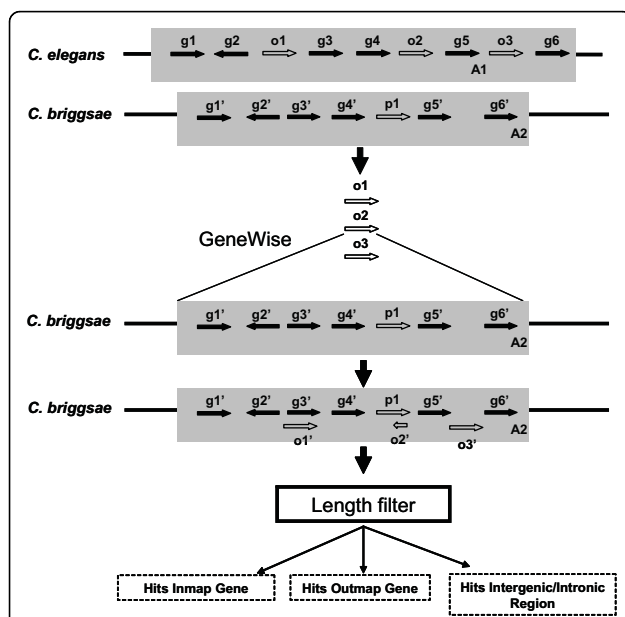 g1 g2 o1 g3 g4 o2 g5 o3 g6
C. elegans
A1
g1' g2' g3' g4' p1 g5' g6'
C. briggsae
A2
o1
o2
GeneWise
o3
g1' g2' g3' g4' p1 g5' g6'
C. briggsae
A2
g1' g2' g3' g4' p1 g5' g6'
C. briggsae
o1' o2' o3' A2
Length filter
Hits Inmap Gene
Hits Outmap Gene
Hits Intergenic/Intronic
Region